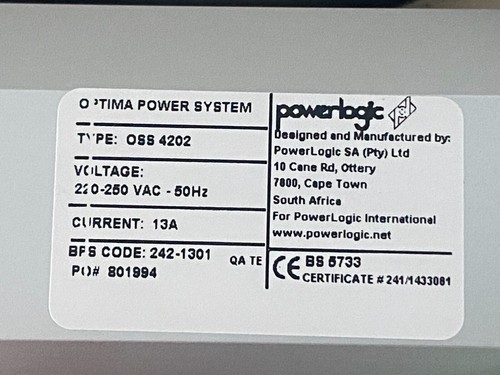 OPTIMA POWER SYSTEM
TYPE: OSS 4202
VOLTAGE:
220-250 VAC - 50Hz
CURRENT: 13A
BPS CODE: 242-1301
PO# 801994
QA TE
powerlogic
Designed and Manufactured by:
PowerLogic SA (Pty) Ltd
10 Cane Rd, Ottery
7800, Cape Town
South Africa
For PowerLogic International
www.powerlogic.net
CE BS 5733
CERTIFICATE # 241/1433081